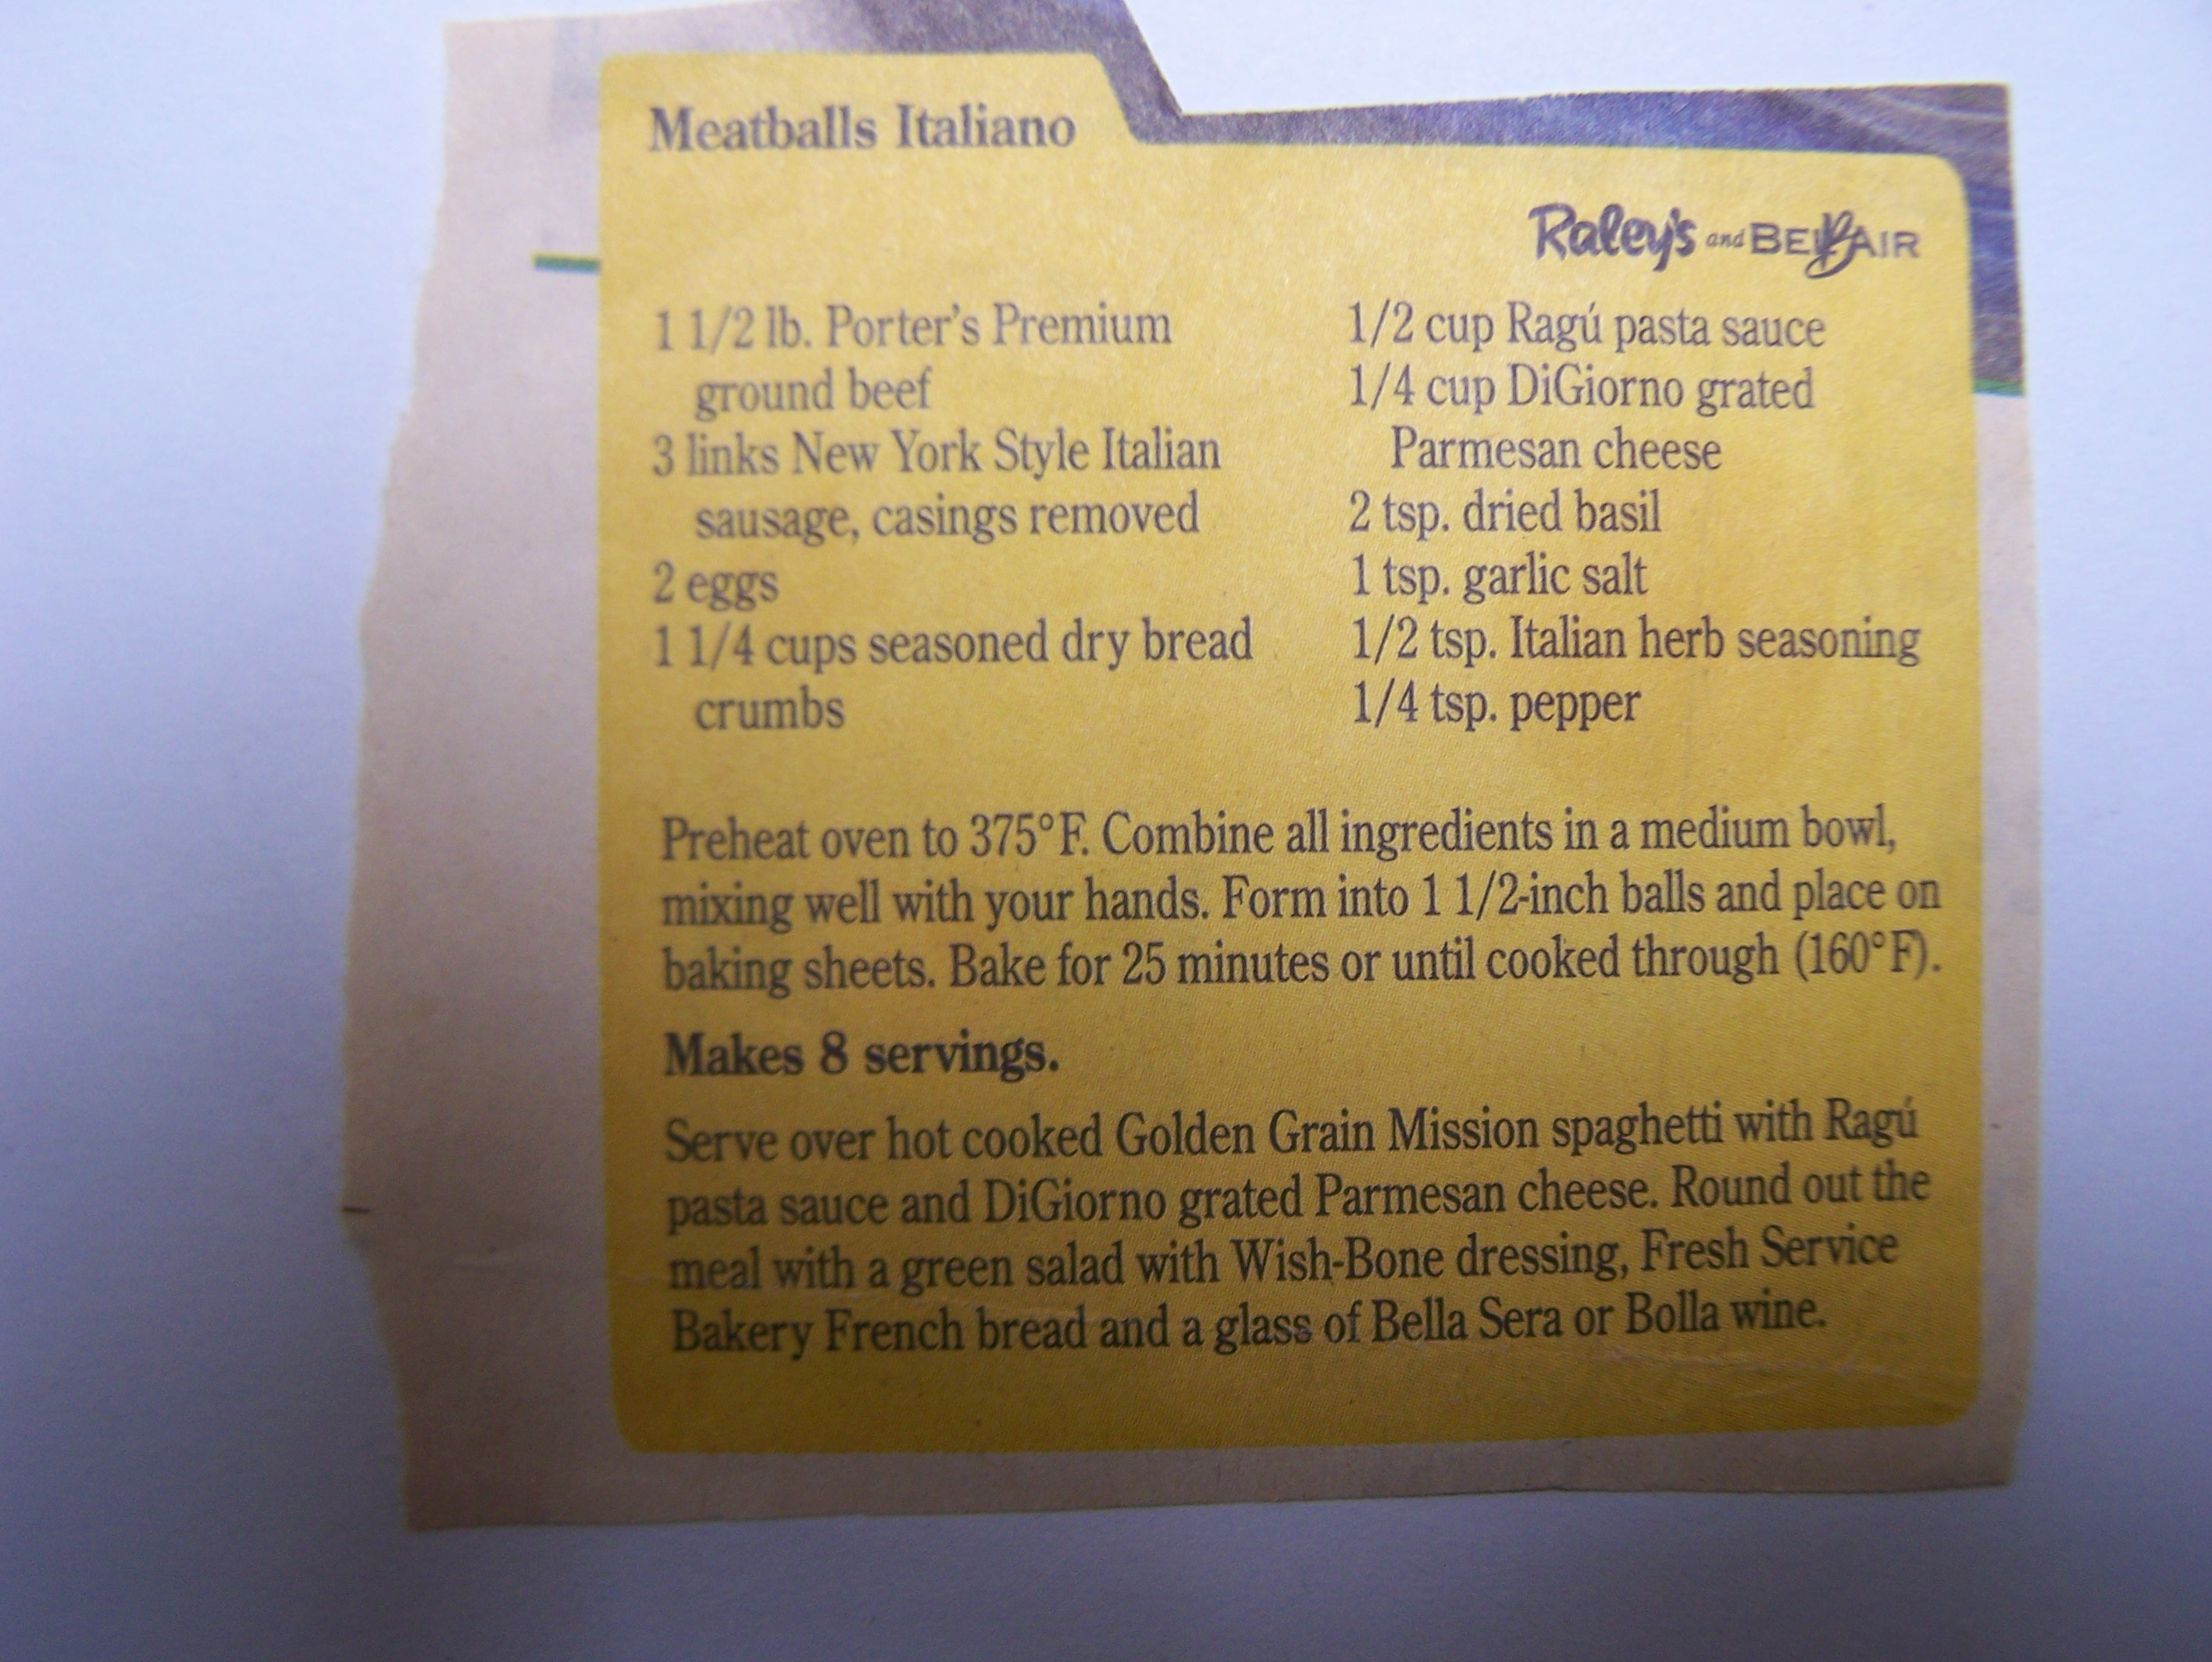 Meatballs Italiano
Raley's and BEL AIR
1 1/2 lb. Porter's Premium
ground beef
3 links New York Style Italian
sausage, casings removed
2 eggs
1 1/4 cups seasoned dry bread
crumbs
1/2 cup Ragú pasta sauce
1/4 cup DiGiorno grated
Parmesan cheese
2 tsp. dried basil
1 tsp. garlic salt
1/2 tsp. Italian herb seasoning
1/4 tsp. pepper
Preheat oven to 375°F. Combine all ingredients in a medium bowl,
mixing well with your hands. Form into 1 1/2-inch balls and place on
baking sheets. Bake for 25 minutes or until cooked through (160°F).
Makes 8 servings.
Serve over hot cooked Golden Grain Mission spaghetti with Ragú
pasta sauce and DiGiorno grated Parmesan cheese. Round out the
meal with a green salad with Wish-Bone dressing, Fresh Service
Bakery French bread and a glass of Bella Sera or Bolla wine.